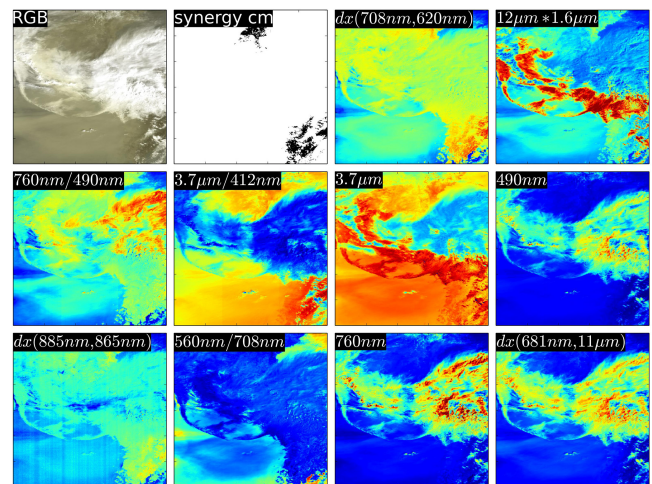 RGB
synergy cm
dx(708nm,620nm)
12μm*1.6μm
760nm/490nm
3.7μm/412nm
3.7μm
490nm
dx(885nm,865nm)
560nm/708nm
760nm
dx(681nm,11μm)